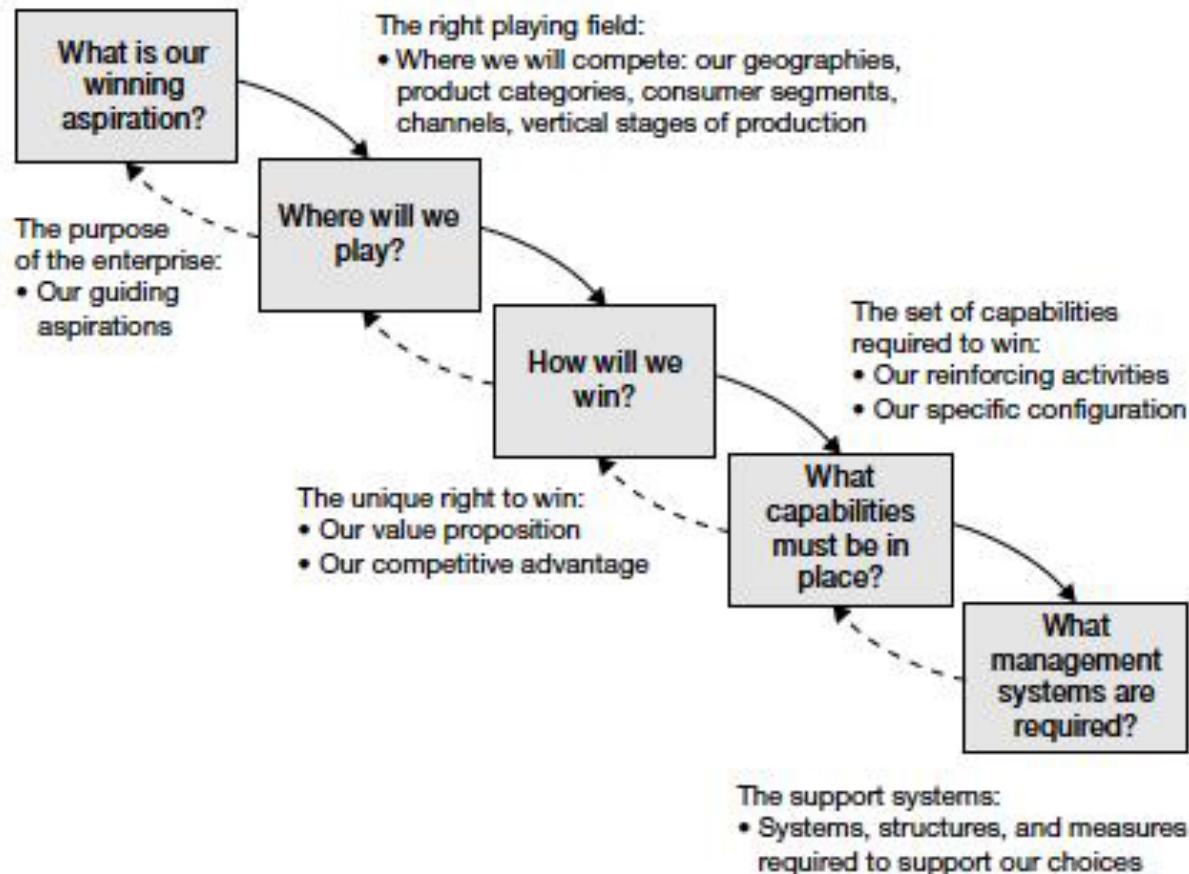 What is our
winning
aspiration?
The right playing field:
• Where we will compete: our geographies,
product categories, consumer segments,
channels, vertical stages of production
The purpose
of the enterprise:
• Our guiding
aspirations
Where will we
play?
How will we
win?
The unique right to win:
• Our value proposition
• Our competitive advantage
The set of capabilities
required to win:
• Our reinforcing activities
• Our specific configuration
What
capabilities
must be in
place?
What
management
systems are
required?
The support systems:
• Systems, structures, and measures
required to support our choices